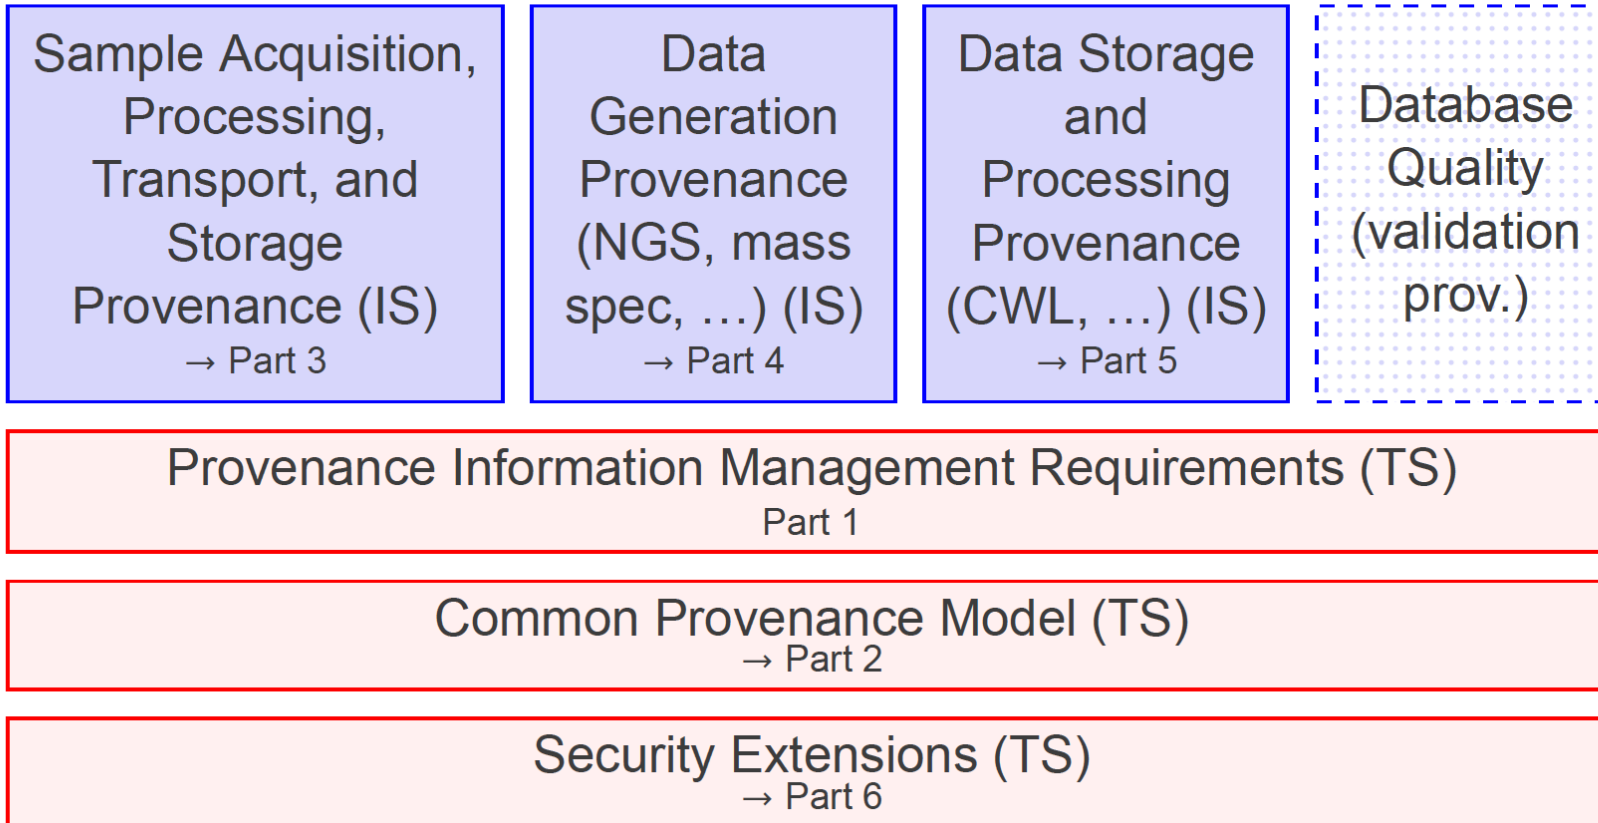 Sample Acquisition,
Processing,
Transport, and
Storage
Provenance (IS)
→ Part 3
Data
Generation
Provenance
(NGS, mass
spec, …) (IS)
→ Part 4
Data Storage
and
Processing
Provenance
(CWL, …) (IS)
→ Part 5
Database
Quality
(validation
prov.)
Provenance Information Management Requirements (TS)
Part 1
Common Provenance Model (TS)
→ Part 2
Security Extensions (TS)
→ Part 6